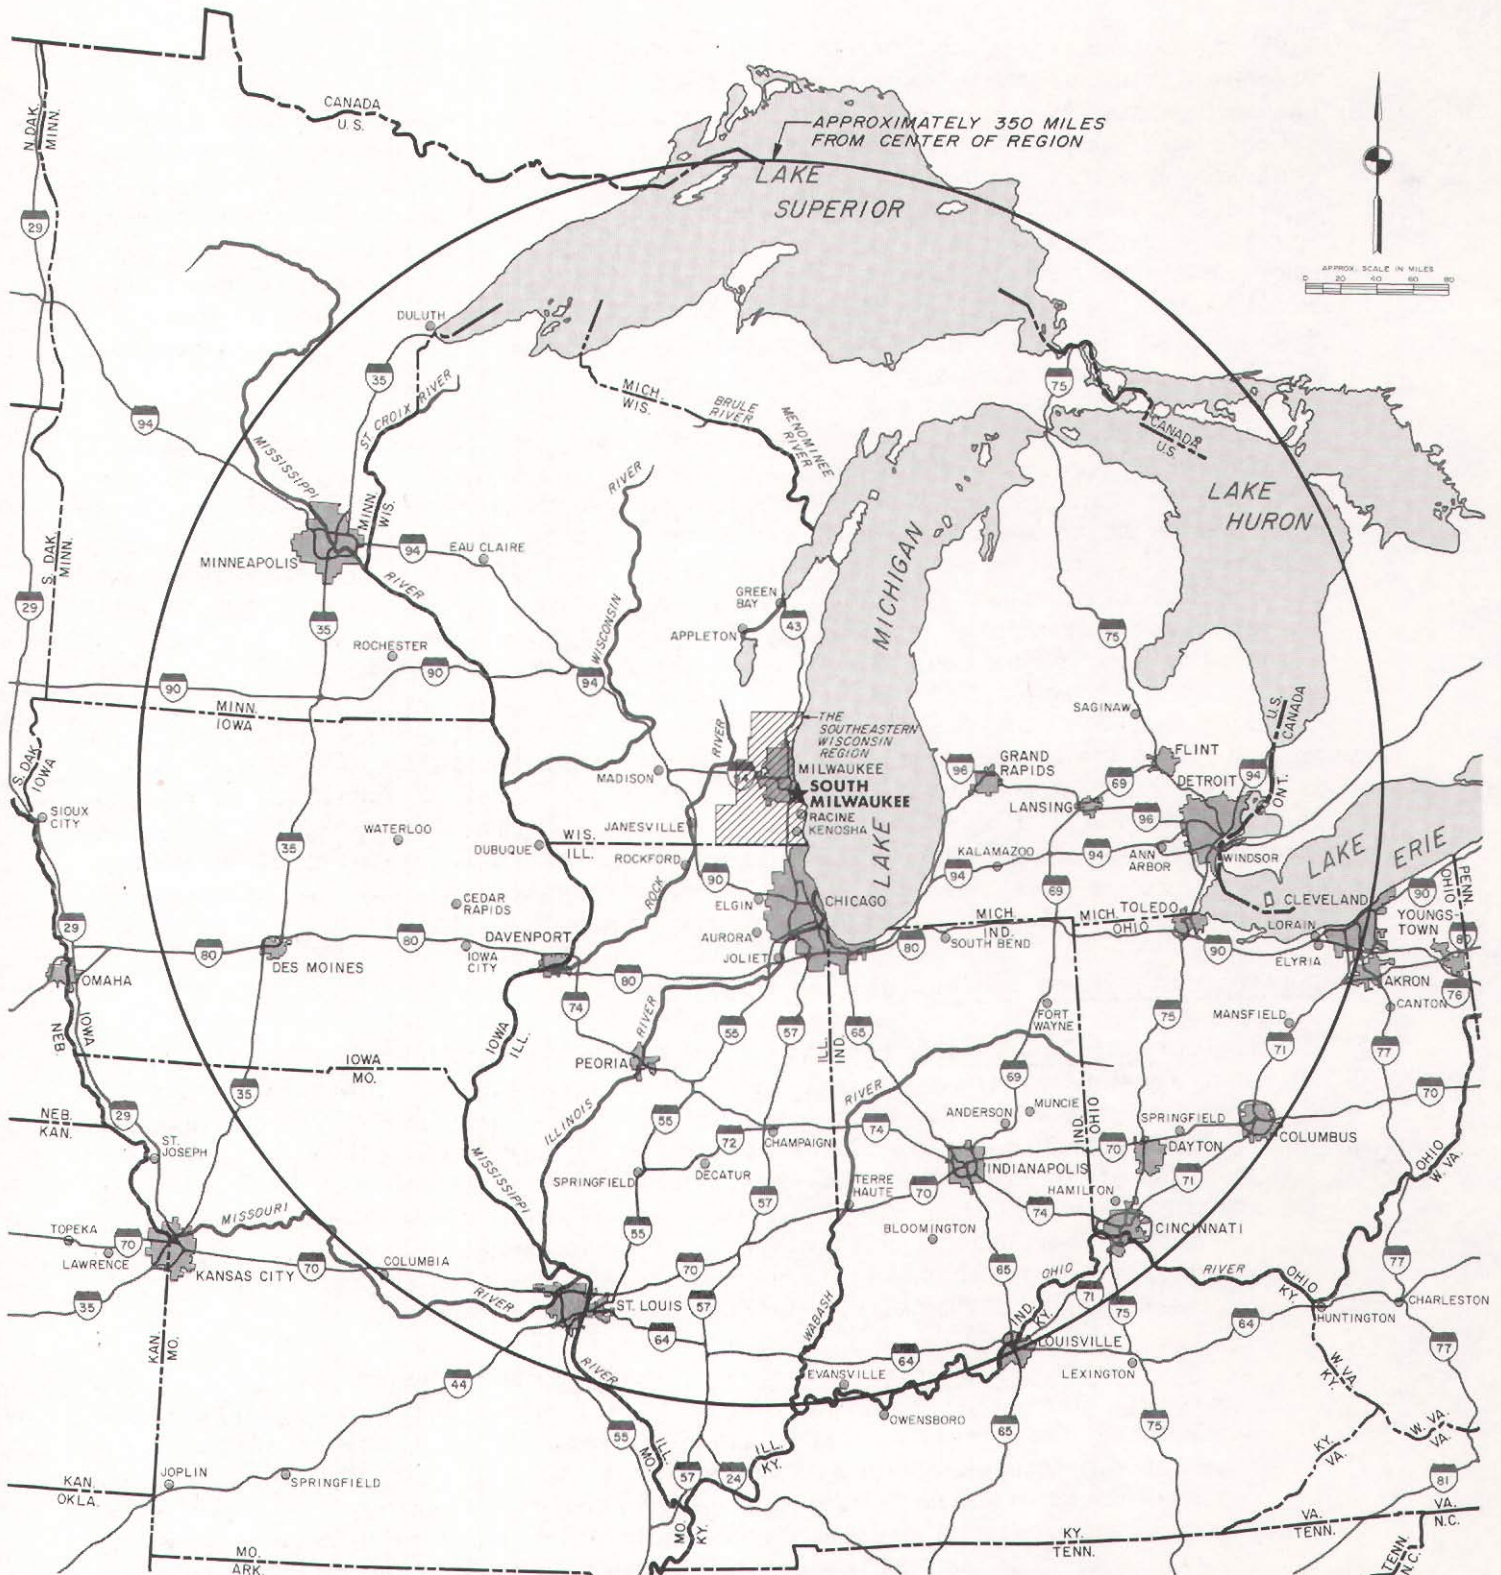 CANADA
U.S.
N. DAK.
MINN.
APPROXIMATELY 350 MILES
FROM CENTER OF REGION
LAKE
SUPERIOR
29
APPROX. SCALE IN MILES
0 20 40 60 80
DULUTH
35
ST. CROIX RIVER
MICH.
WIS.
BRULE
RIVER
MENOMINEE
RIVER
75
CANADA
U.S.
94
MISSISSIPPI
RIVER
LAKE
HURON
MINN.
WIS.
S. DAK.
MINN.
MINNEAPOLIS
94
EAU CLAIRE
RIVER
29
35
WISCONSIN
GREEN
BAY
43
APPLETON
LAKE
MICHIGAN
75
ROCHESTER
90
90
94
MINN.
IOWA
RIVER
THE
SOUTHEASTERN
WISCONSIN
REGION
SAGINAW
U.S.
CANADA
S. DAK.
IOWA
MADISON
94
MILWAUKEE
SOUTH
MILWAUKEE
RACINE
KENOSHA
96
GRAND
RAPIDS
69
FLINT
DETROIT
94
ONT.
LANSING
96
SIOUX
CITY
35
WATERLOO
DUBUQUE
WIS.
ILL.
JANESVILLE
ROCKFORD
ROCK
KALAMAZOO
94
94
ANN
ARBOR
WINDSOR
LAKE
ERIE
90
ELGIN
CHICAGO
69
CEDAR
RAPIDS
MICH.
IND.
SOUTH BEND
MICH.
OHIO
TOLEDO
CLEVELAND
90
PENN.
OHIO
YOUNGS-
TOWN
29
80
80
DAVENPORT
IOWA
CITY
AURORA
JOLIET
80
80
90
LORAIN
ELYRIA
80
OMAHA
DES MOINES
AKRON
76
CANTON
74
RIVER
55
57
65
FORT
WAYNE
75
MANSFIELD
71
77
IOWA
NEB.
IOWA
ILL.
ILL.
IND.
IOWA
MO.
PEORIA
35
69
70
NEB.
KAN.
29
ILLINOIS
55
RIVER
ANDERSON
MUNCIE
IND.
OHIO
SPRINGFIELD
COLUMBUS
72
CHAMPAIGN
74
70
DAYTON
ST.
JOSEPH
MISSISSIPPI
SPRINGFIELD
DECATUR
INDIANAPOLIS
OHIO
W. VA.
57
TERRE
HAUTE
70
HAMILTON
71
74
TOPEKA
70
LAWRENCE
MISSOURI
55
BLOOMINGTON
CINCINNATI
KANSAS CITY
70
COLUMBIA
70
65
OHIO
RIVER
OHIO
KY.
77
35
RIVER
ST. LOUIS
57
71
75
CHARLESTON
HUNTINGTON
IND.
KY.
64
64
KAN.
MO.
WABASH
64
LOUISVILLE
77
44
RIVER
EVANSVILLE
LEXINGTON
W. VA.
KY.
OWENSBORO
55
ILL.
MO.
65
75
W. VA.
VA.
ILL.
KY.
KY.
VA.
KAN.
OKLA.
JOPLIN
SPRINGFIELD
57
24
81
MO.
KY.
KY.
TENN.
VA.
TENN.
VA.
N.C.
MO.
ARK.
TENN.
N.C.